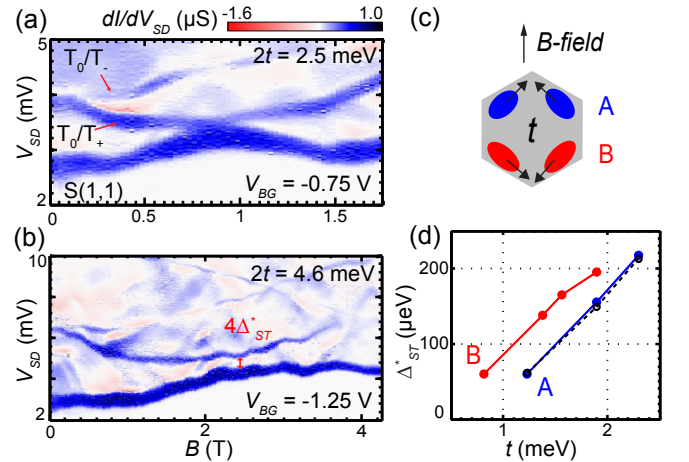 (a)
dI/dV_SD (µS)
-1.6
1.0
5
V_SD (mV)
2
T_0/T_-
T_0/T_+
S(1,1)
2t = 2.5 meV
V_BG = -0.75 V
0
0.5
1
1.5
(b)
10
V_SD (mV)
2
2t = 4.6 meV
4Δ*_ST
V_BG = -1.25 V
0
2
4
B (T)
(c)
B-field
A
t
B
(d)
Δ*_ST (µeV)
200
100
0
B
A
1
2
t (meV)